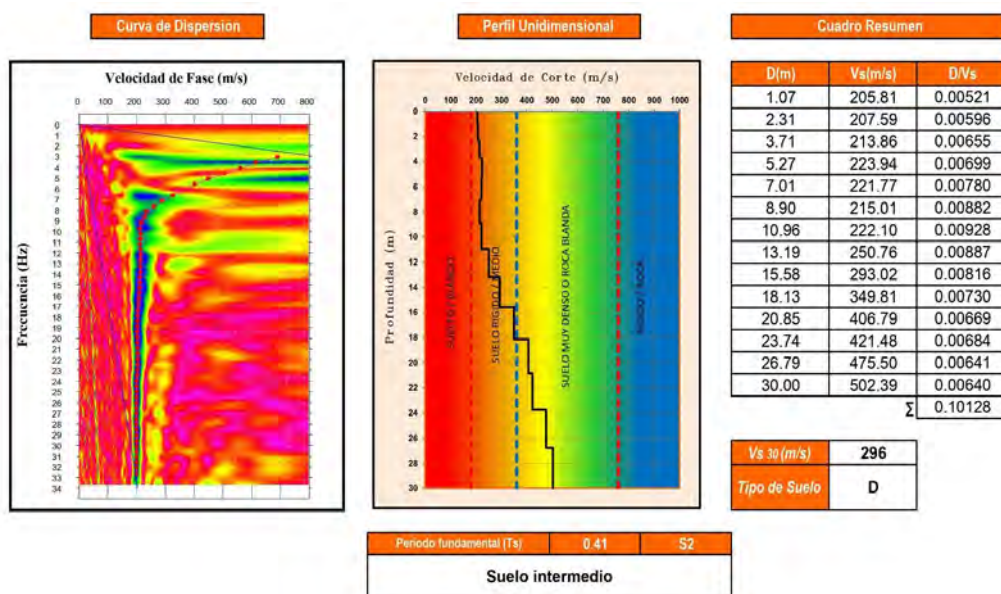 Curva de Dispersion
Perfil Unidimensional
Cuadro Resumen
Velocidad de Fase (m/s)
0 100 200 300 400 500 600 700 800
Frecuencia (Hz)
0
1
2
3
4
5
6
7
8
9
10
11
12
13
14
15
16
17
18
19
20
21
22
23
24
25
26
27
28
29
30
31
32
33
34
Velocidad de Corte (m/s)
0 100 200 300 400 500 600 700 800 900 1000
Profundidad (m)
0
2
4
6
8
10
12
14
16
18
20
22
24
26
28
30
SUELO RIGIDO / MEDIO
SUELO MUY DENSO O ROCA BLANDA
D(m) Vs(m/s) D/Vs
1.07 205.81 0.00521
2.31 207.59 0.00596
3.71 213.86 0.00655
5.27 223.94 0.00699
7.01 221.77 0.00780
8.90 215.01 0.00882
10.96 222.10 0.00928
13.19 250.76 0.00887
15.58 293.02 0.00816
18.13 349.81 0.00730
20.85 406.79 0.00669
23.74 421.48 0.00684
26.79 475.50 0.00641
30.00 502.39 0.00640
Σ 0.10128
Vs 30 (m/s) 296
Tipo de Suelo D
Periodo fundamental (Ts) 0.41 S2
Suelo intermedio